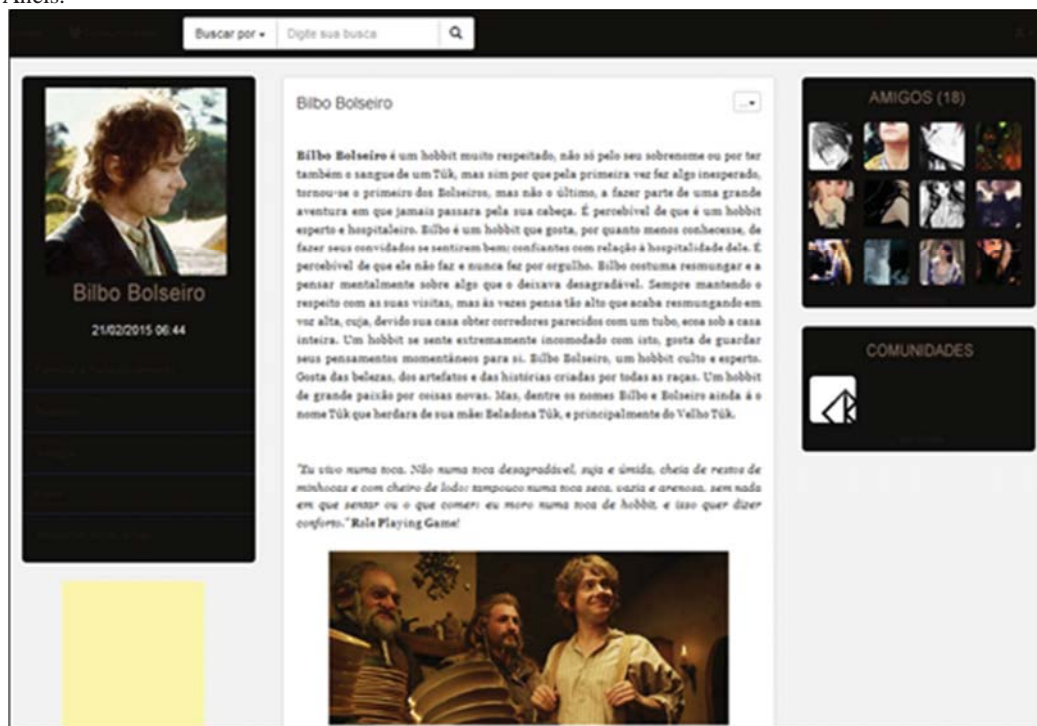 Anéis.
Buscar por
Digite sua busca
Bilbo Bolseiro
21/02/2015 06:44
Bilbo Bolseiro
...
Bilbo Bolseiro é um hobbit muito respeitado, não só pelo seu sobrenome ou por ter
também o sangue de um Túk, mas sim por que pela primeira vez fez algo inesperado,
tornou-se o primeiro dos Bolseiros, mas não o último, a fazer parte de uma grande
aventura em que jamais passara pela sua cabeça. É percebível de que é um hobbit
esperto e hospitaleiro. Bilbo é um hobbit que gosta, por quanto menos conhecesse, de
fazer seus convidados se sentirem bem; confiantes com relação à hospitalidade dele. É
percebível de que ele não faz e nunca fez por orgulho. Bilbo costuma resmungar e a
pensar mentalmente sobre algo que o deixava desagradável. Sempre mantendo o
respeito com as suas visitas, mas às vezes pensa tão alto que acaba resmungando em
voz alta, cuja, devido sua casa obter corredores parecidos com um tubo, ecoa sob a casa
inteira. Um hobbit se sente extremamente incomodado com isto, gosta de guardar
seus pensamentos momentâneos para si. Bilbo Bolseiro, um hobbit culto e esperto.
Gosta das belezas, dos artefatos e das histórias criadas por todas as raças. Um hobbit
de grande paixão por coisas novas. Mas, dentre os nomes Bilbo e Bolseiro ainda á o
nome Túk que herdara de sua mãe: Beladona Túk, e principalmente do Velho Túk.
"Eu vivo numa toca. Não numa toca desagradável, suja e úmida, cheia de restos de
minhocas e com cheiro de lodo; tampouco numa toca seca, vazia e arenosa, sem nada
em que sentar ou o que comer: eu moro numa toca de hobbit, e isso quer dizer
conforto." Role Playing Game!
AMIGOS (18)
COMUNIDADES